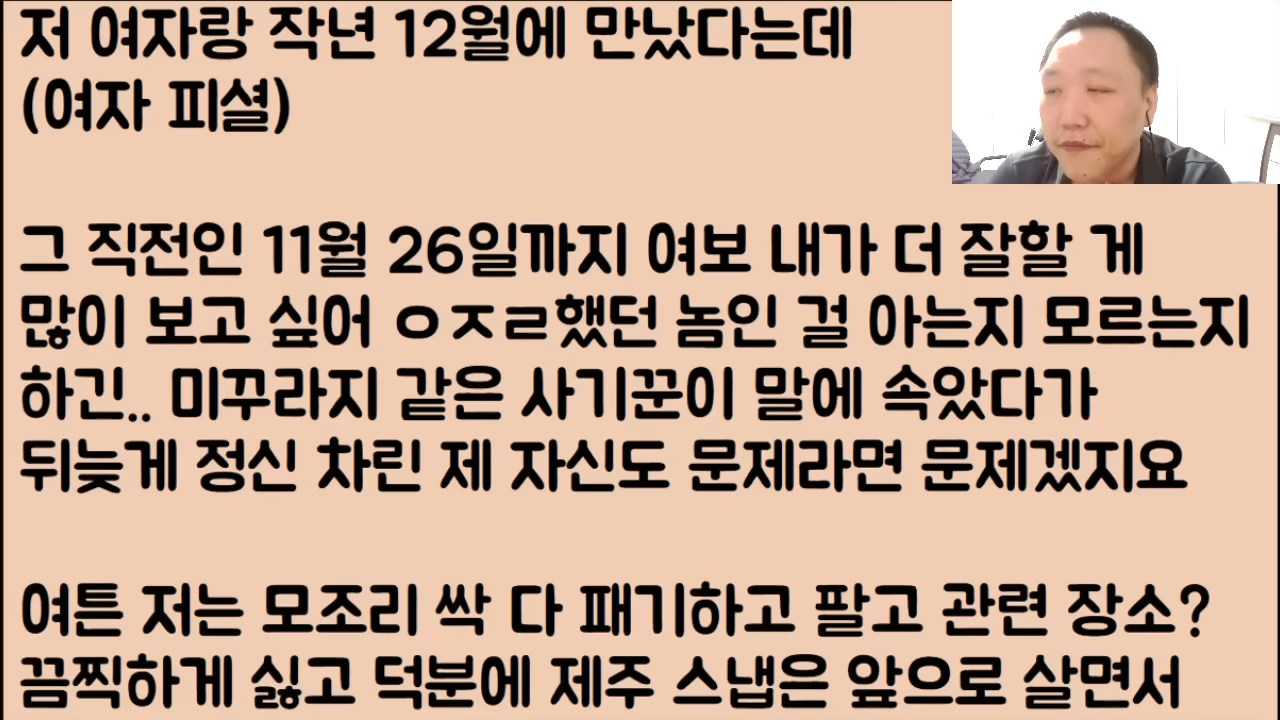 저 여자랑 작년 12월에 만났다는데
(여자 피셜)
그 직전인 11월 26일까지 여보 내가 더 잘할 게
많이 보고 싶어 ㅇㅈㄹ했던 놈인 걸 아는지 모르는지
하긴.. 미꾸라지 같은 사기꾼이 말에 속았다가
뒤늦게 정신 차린 제 자신도 문제라면 문제겠지요
여튼 저는 모조리 싹 다 패기하고 팔고 관련 장소?
끔찍하게 싫고 덕분에 제주 스냅은 앞으로 살면서